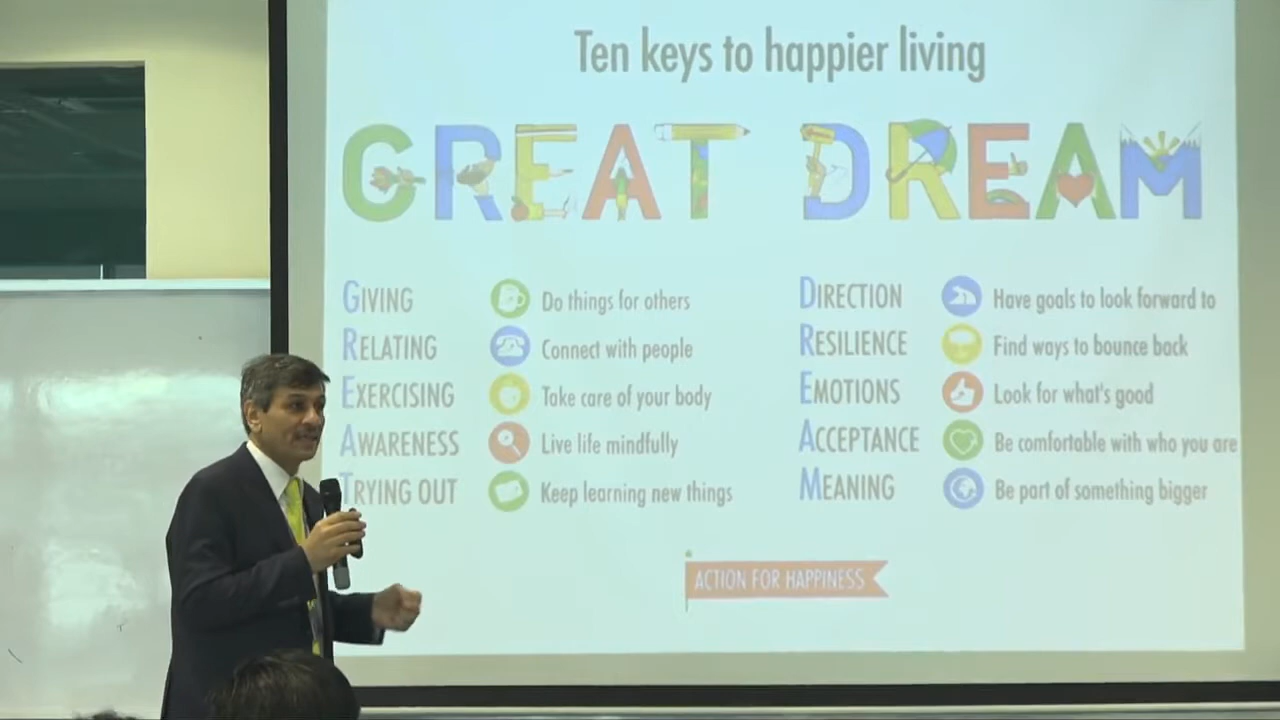 Ten keys to happier living
GREAT DREAM
GIVING Do things for others
RELATING Connect with people
EXERCISING Take care of your body
AWARENESS Live life mindfully
TRYING OUT Keep learning new things
DIRECTION Have goals to look forward to
RESILIENCE Find ways to bounce back
EMOTIONS Look for what's good
ACCEPTANCE Be comfortable with who you are
MEANING Be part of something bigger
ACTION FOR HAPPINESS